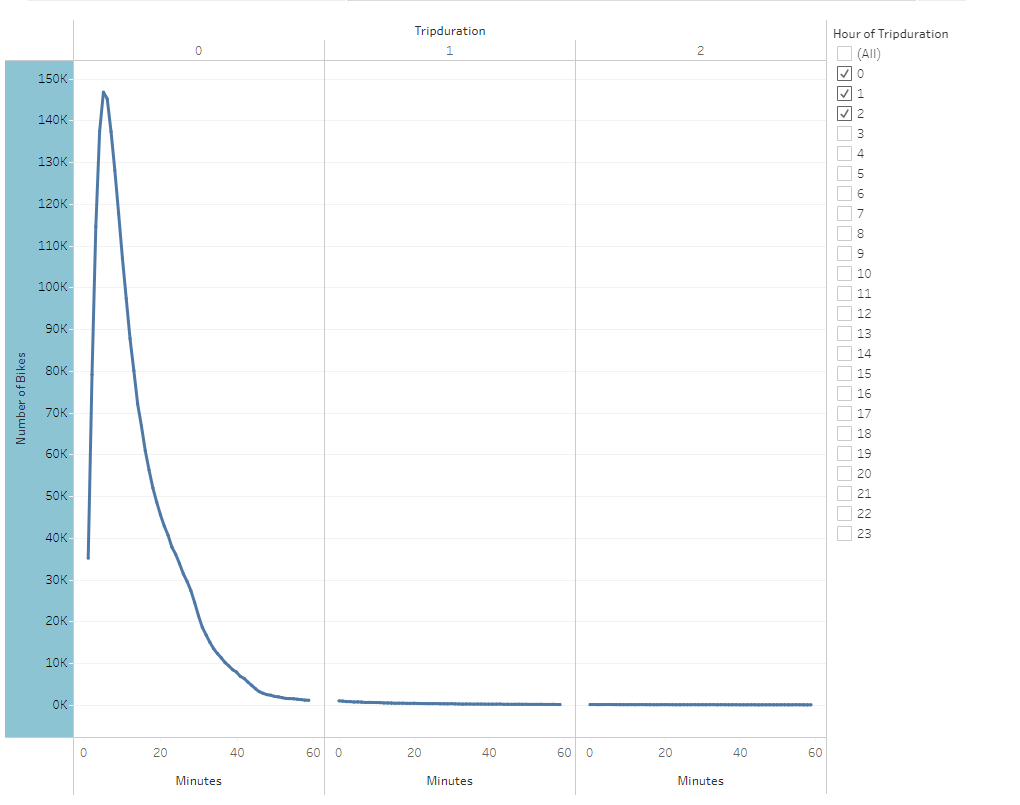 Tripduration
0 1 2
150K
140K
130K
120K
110K
100K
90K
80K
70K
60K
50K
40K
30K
20K
10K
0K
Number of Bikes
0 20 40 60 0 20 40 60 0 20 40 60
Minutes Minutes Minutes
Hour of Tripduration
(All)
0
1
2
3
4
5
6
7
8
9
10
11
12
13
14
15
16
17
18
19
20
21
22
23